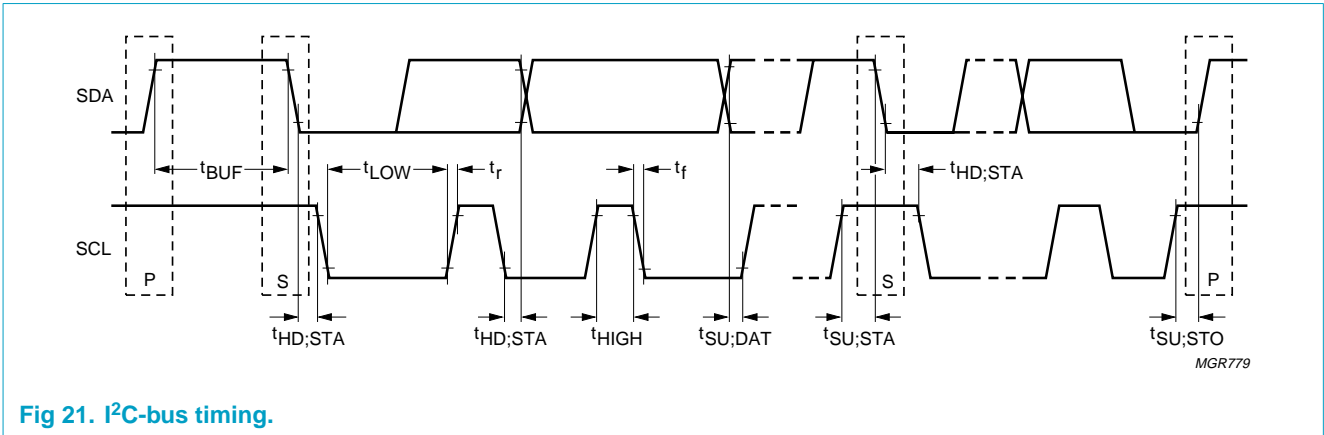 SDA
tBUF
tLOW
tr
tf
tHD;STA
SCL
P
S
S
P
tHD;STA
tHD;STA
tHIGH
tSU;DAT
tSU;STA
tSU;STO
MGR779
Fig 21. I²C-bus timing.